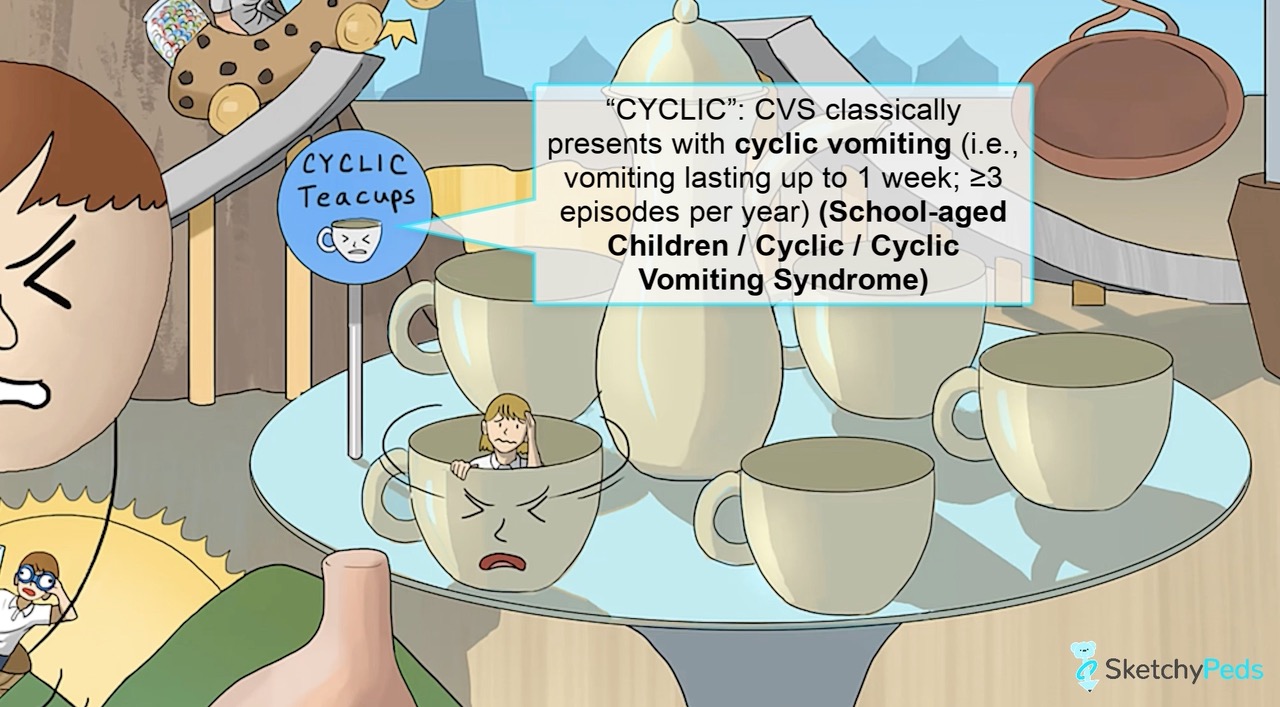 CYCLIC
Teacups
“CYCLIC”: CVS classically
presents with cyclic vomiting (i.e.,
vomiting lasting up to 1 week; ≥3
episodes per year) (School-aged
Children / Cyclic / Cyclic
Vomiting Syndrome)
SketchyPeds